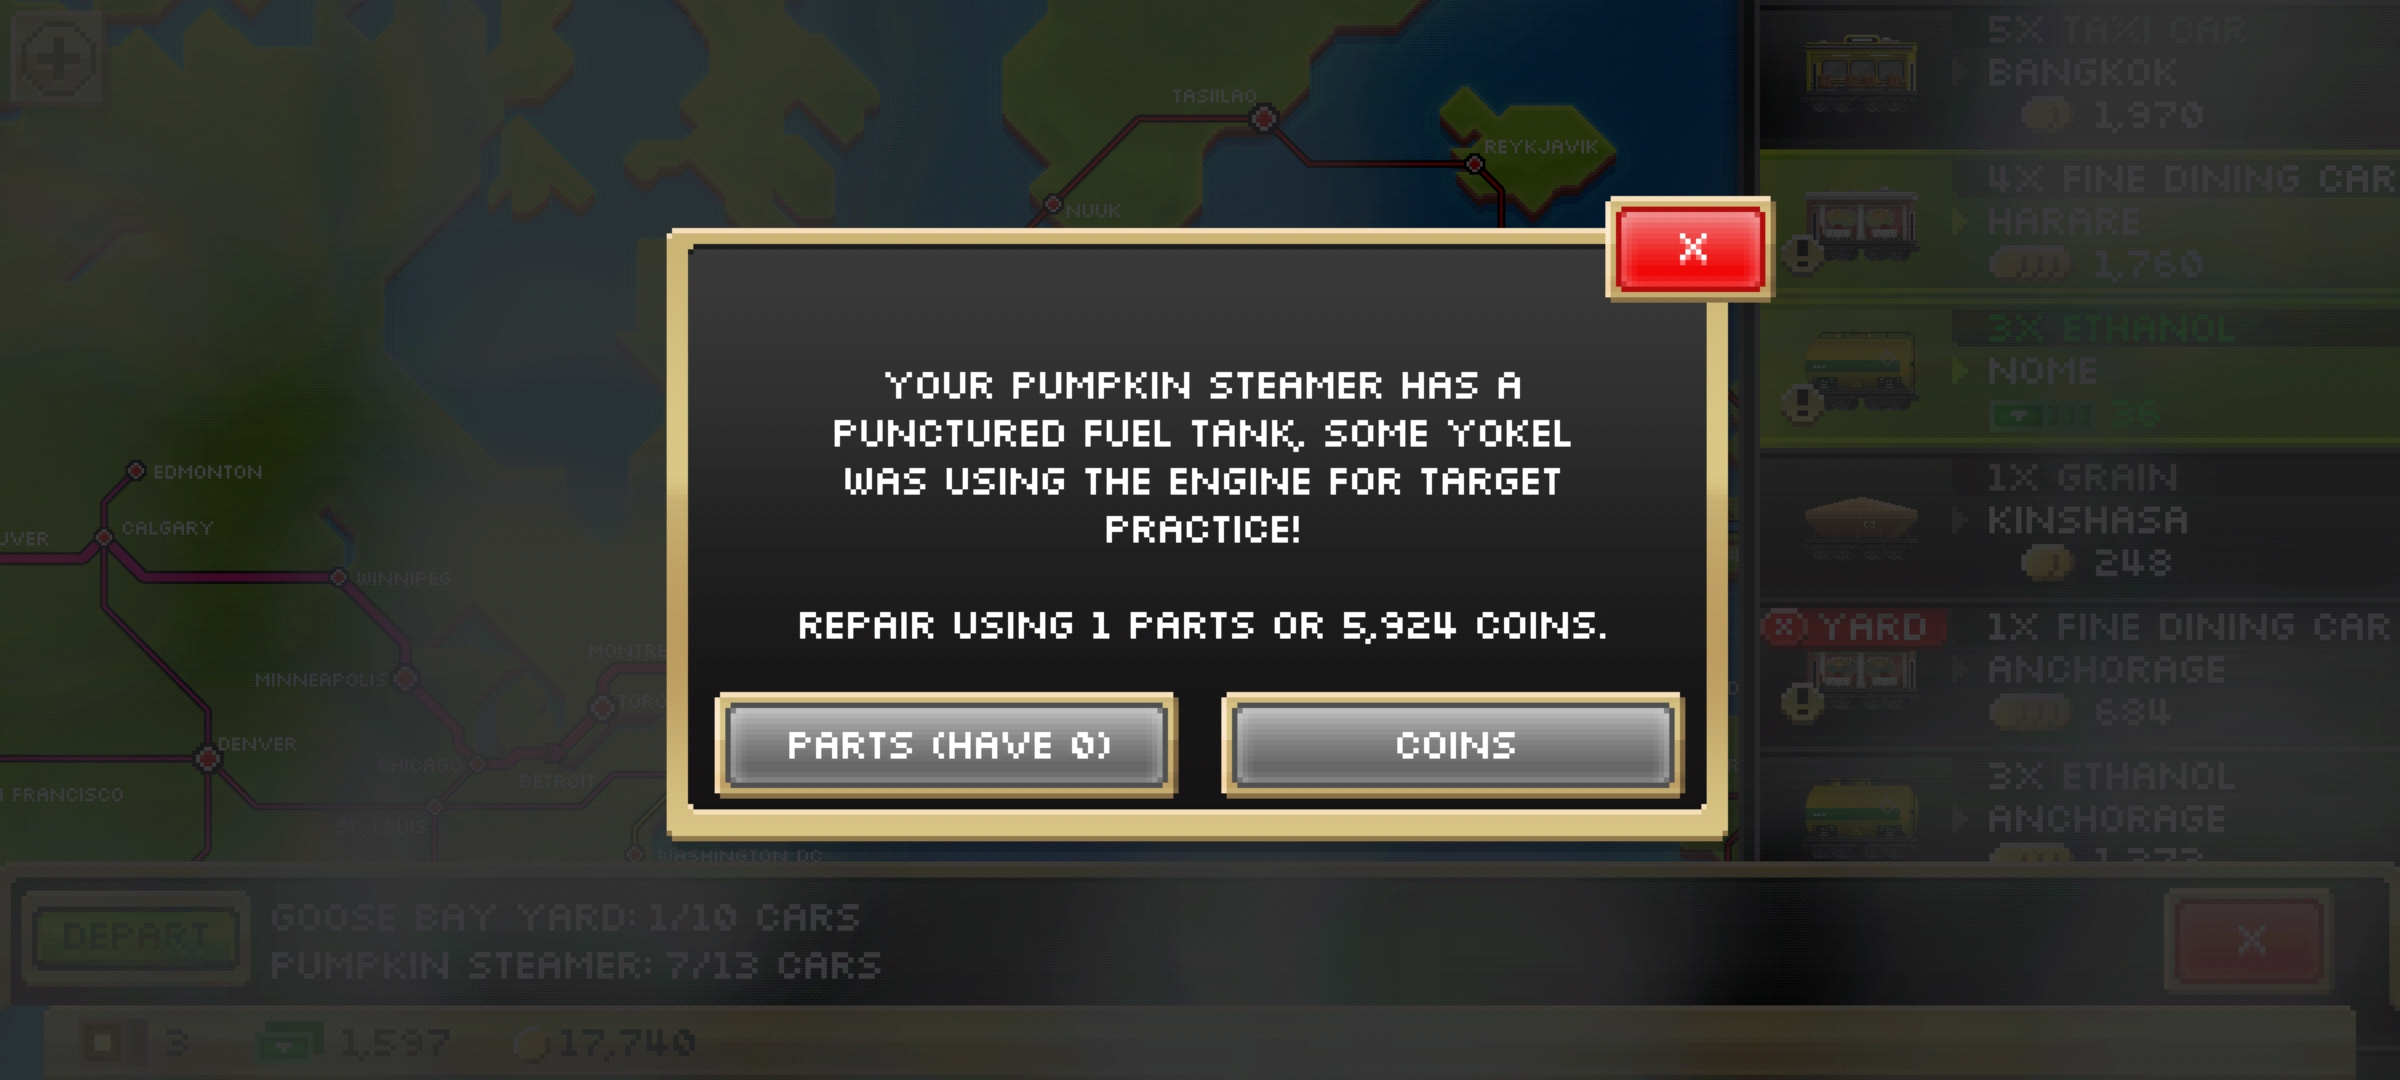 TASIILAQ
REYKJAVIK
NUUK
EDMONTON
CALGARY
UVER
WINNIPEG
MINNEAPOLIS
MONTRE
TORO
DENVER
CHICAGO
DETROIT
N FRANCISCO
ST. LOUIS
WASHINGTON DC
5X TAXI CAR
BANGKOK
1,970
4X FINE DINING CAR
HARARE
1,760
3X ETHANOL
NOME
36
1X GRAIN
KINSHASA
248
YARD
1X FINE DINING CAR
ANCHORAGE
684
3X ETHANOL
ANCHORAGE
X
YOUR PUMPKIN STEAMER HAS A
PUNCTURED FUEL TANK, SOME YOKEL
WAS USING THE ENGINE FOR TARGET
PRACTICE!
REPAIR USING 1 PARTS OR 5,924 COINS.
PARTS (HAVE 0)
COINS
DEPART
GOOSE BAY YARD: 1/10 CARS
PUMPKIN STEAMER: 7/13 CARS
X
3
1,597
17,740